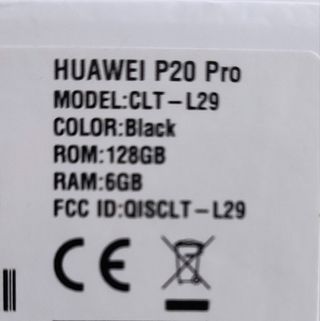 HUAWEI P20 Pro
MODEL:CLT-L29
COLOR:Black
ROM:128GB
RAM:6GB
FCC ID:QISCLT-L29
CE